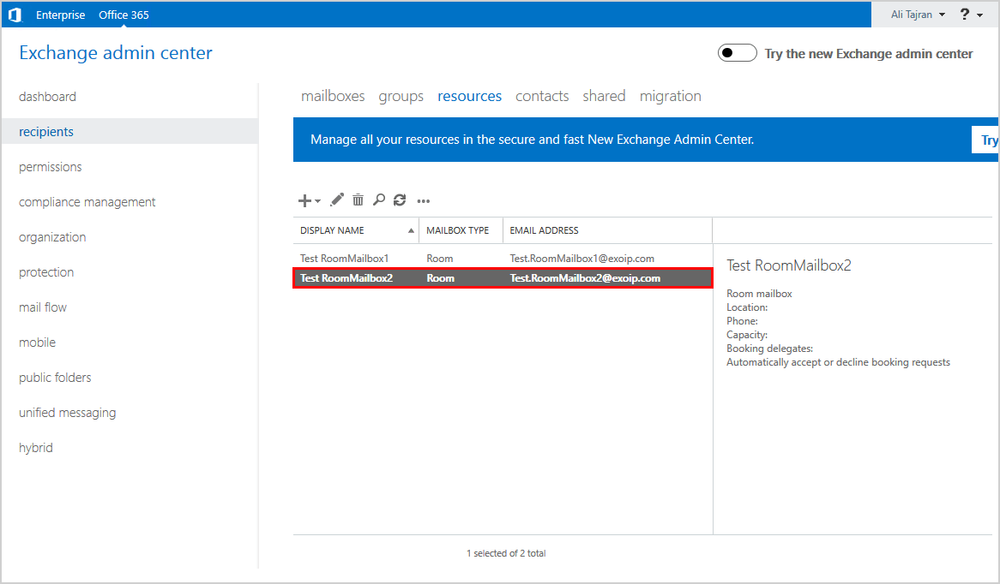 Enterprise Office 365 Ali Tajran ?
Exchange admin center
Try the new Exchange admin center
dashboard
recipients
permissions
compliance management
organization
protection
mail flow
mobile
public folders
unified messaging
hybrid
mailboxes groups resources contacts shared migration
Manage all your resources in the secure and fast New Exchange Admin Center. Try
DISPLAY NAME MAILBOX TYPE EMAIL ADDRESS
Test RoomMailbox1 Room Test.RoomMailbox1@exoip.com
Test RoomMailbox2 Room Test.RoomMailbox2@exoip.com
Test RoomMailbox2
Room mailbox
Location:
Phone:
Capacity:
Booking delegates:
Automatically accept or decline booking requests
1 selected of 2 total